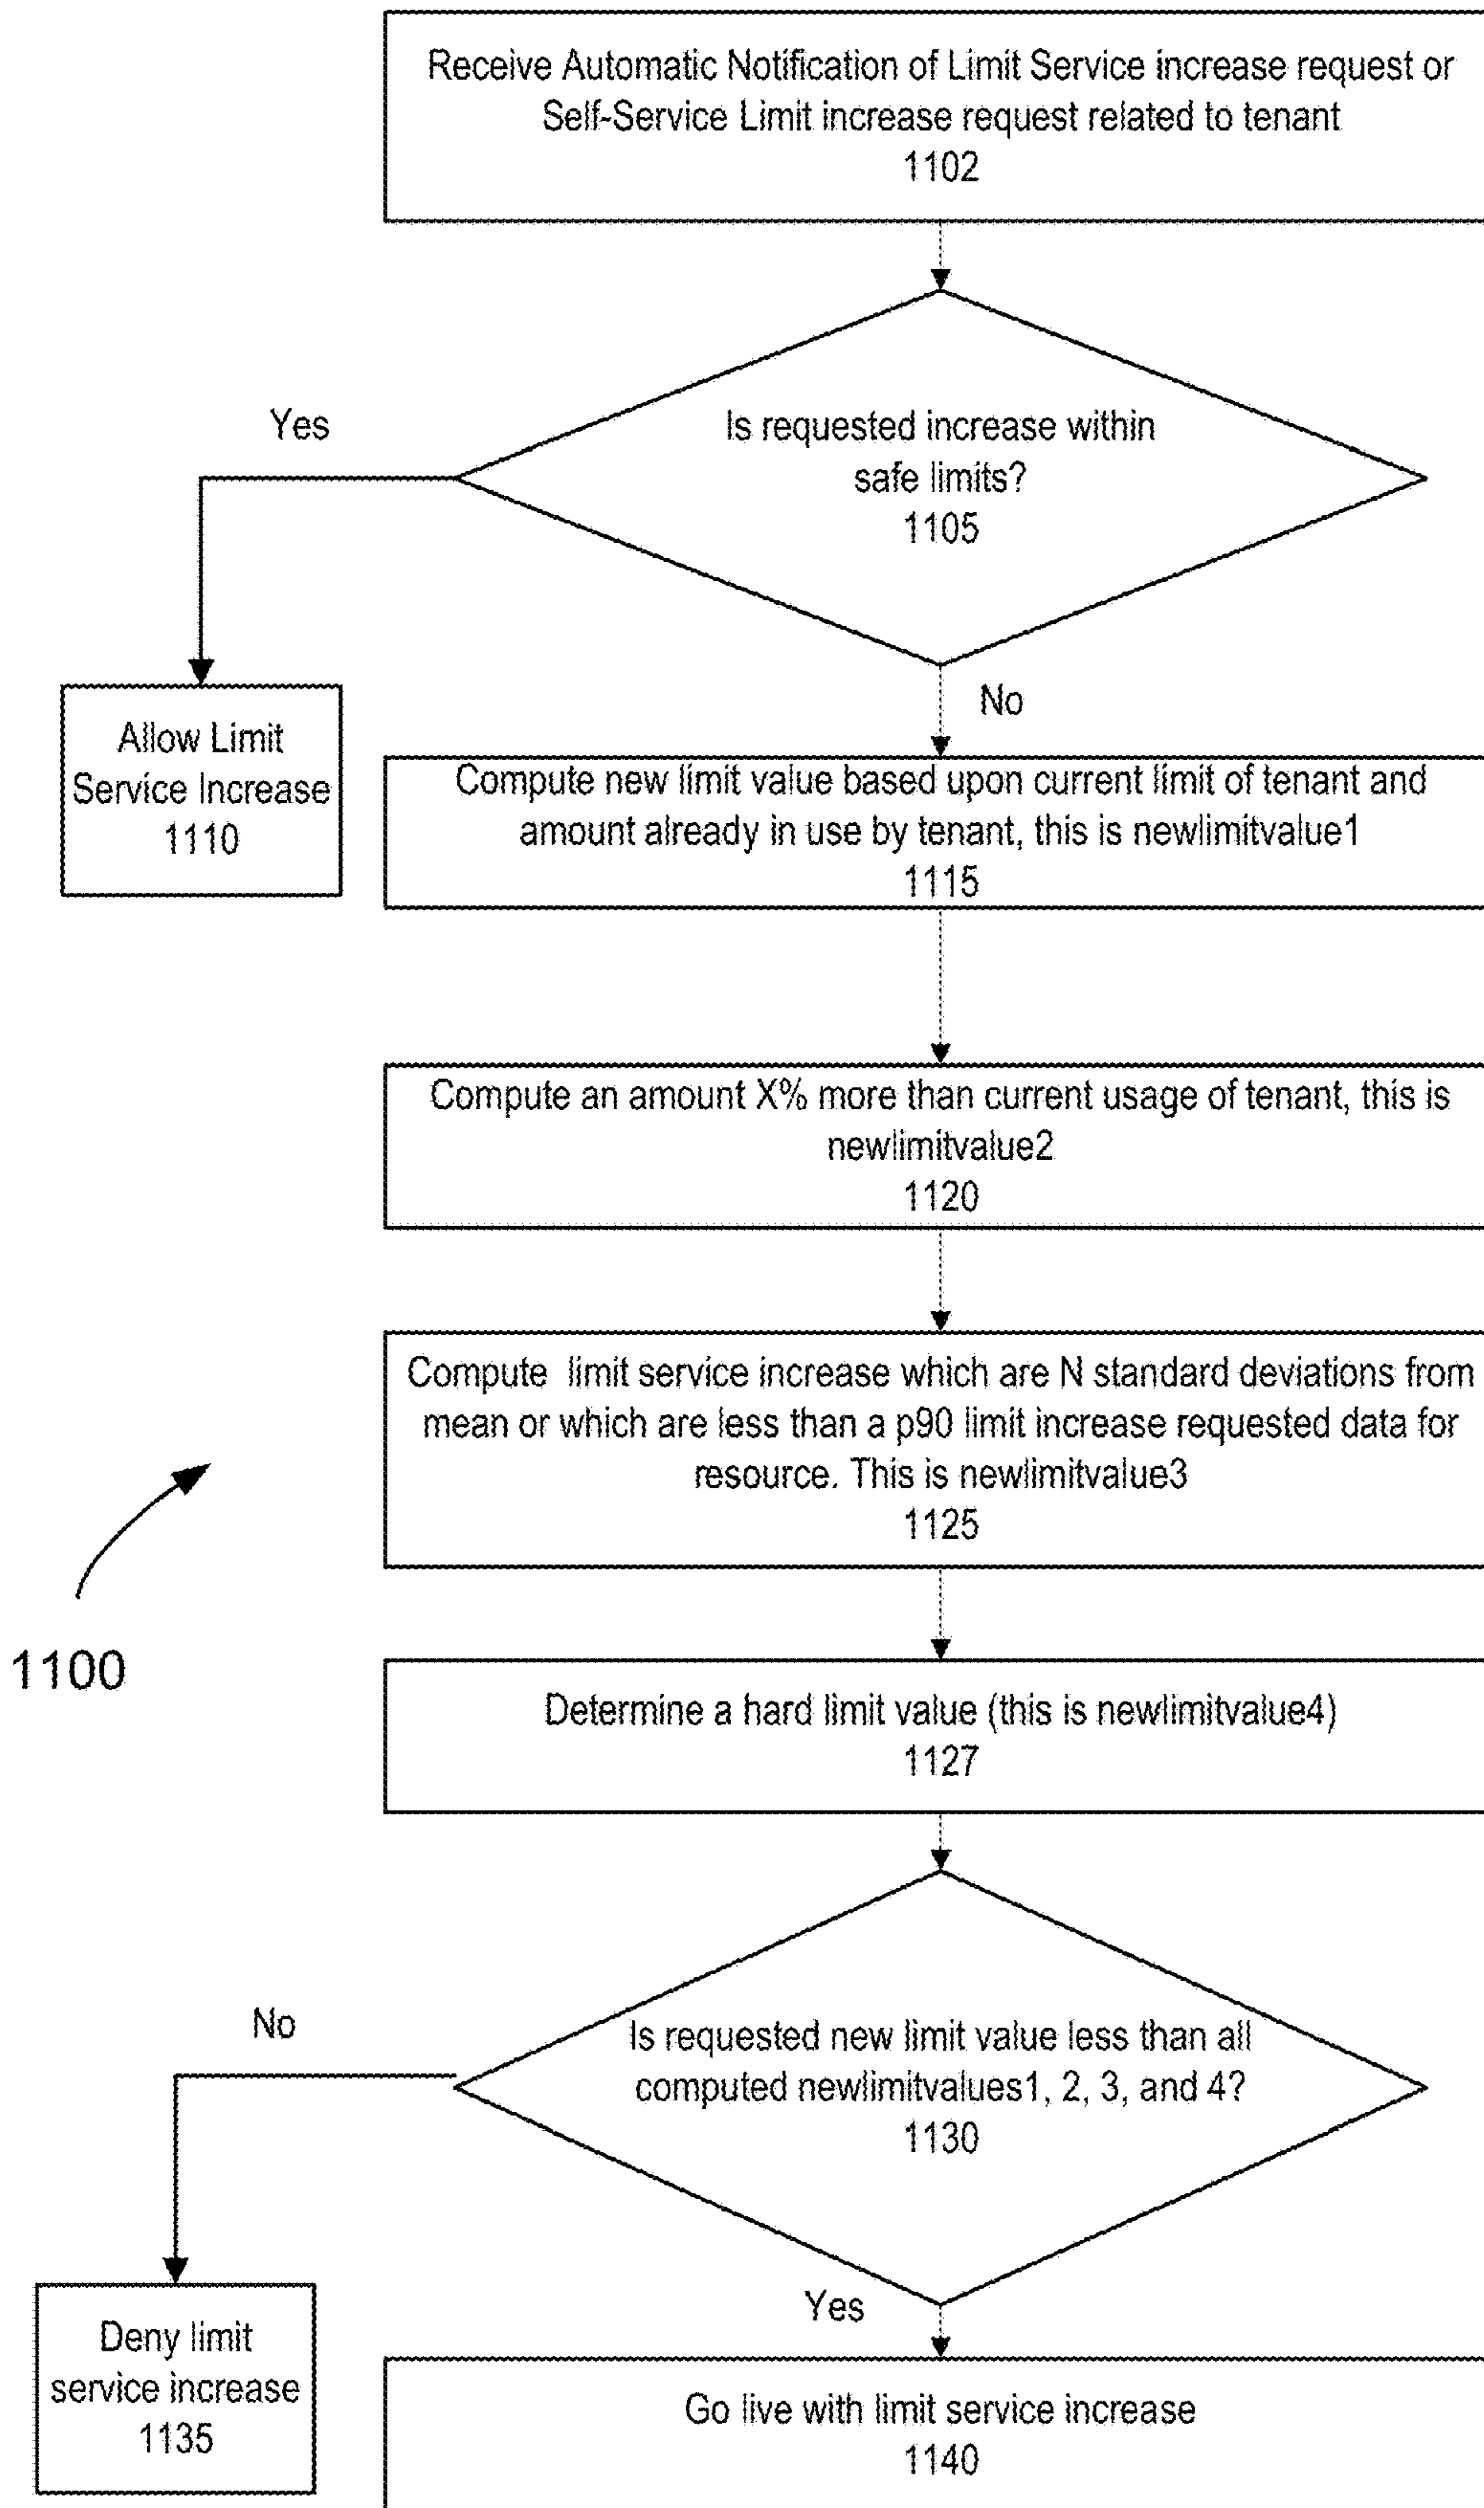 Receive Automatic Notification of Limit Service increase request or
Self-Service Limit increase request related to tenant
1102
Yes
Is requested increase within
safe limits?
1105
No
Allow Limit
Service Increase
1110
Compute new limit value based upon current limit of tenant and
amount already in use by tenant, this is newlimitvalue1
1115
Compute an amount X% more than current usage of tenant, this is
newlimitvalue2
1120
Compute limit service increase which are N standard deviations from
mean or which are less than a p90 limit increase requested data for
resource. This is newlimitvalue3
1125
1100
Determine a hard limit value (this is newlimitvalue4)
1127
No
Is requested new limit value less than all
computed newlimitvalues1, 2, 3, and 4?
1130
Yes
Deny limit
service increase
1135
Go live with limit service increase
1140